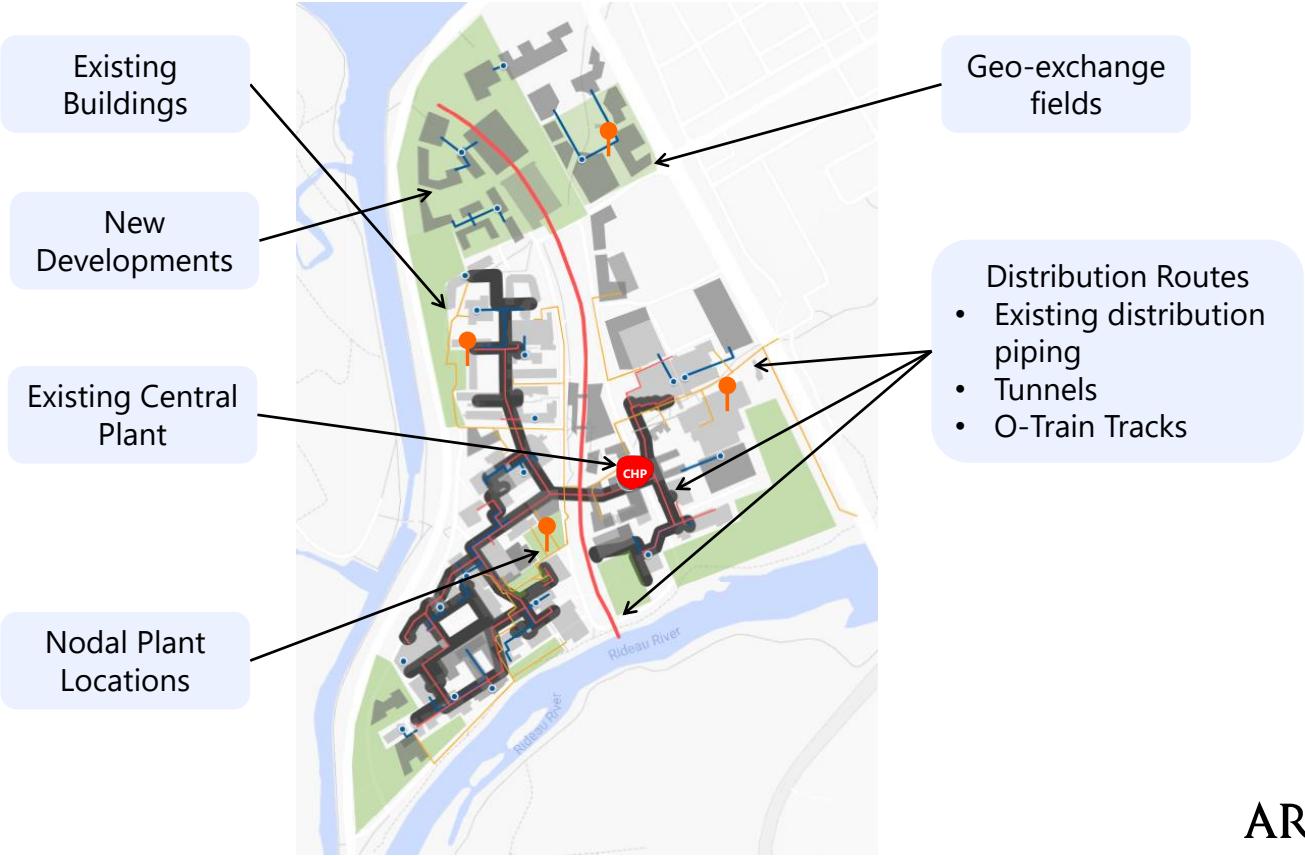 Existing
Buildings
New
Developments
Existing Central
Plant
Nodal Plant
Locations
CHP
Rideau River
Rideau River
Geo-exchange
fields
Distribution Routes
• Existing distribution
piping
• Tunnels
• O-Train Tracks
AR